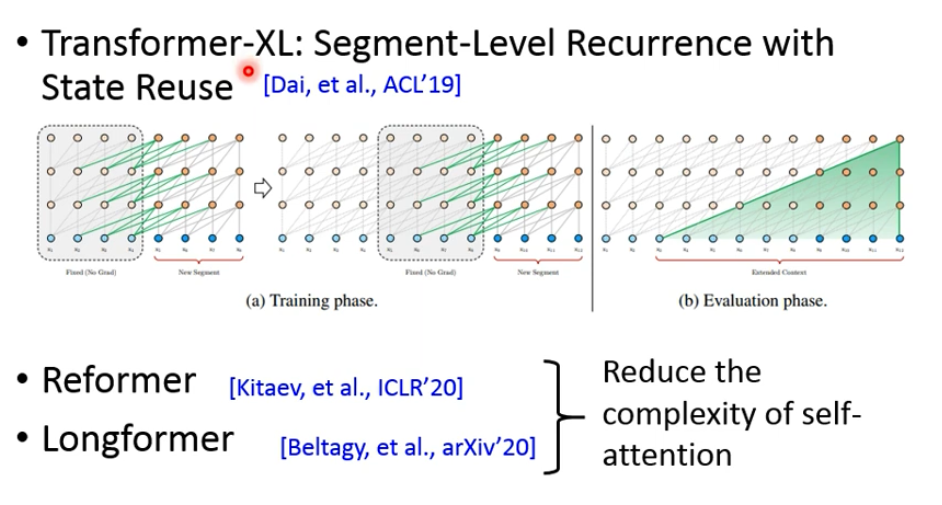 • Transformer-XL: Segment-Level Recurrence with
State Reuse [Dai, et al., ACL'19]
Fixed (No Grad) New Segment Fixed (No Grad) New Segment Extended Context
(a) Training phase. (b) Evaluation phase.
• Reformer [Kitaev, et al., ICLR'20]
• Longformer [Beltagy, et al., arXiv'20]
Reduce the
complexity of self-
attention